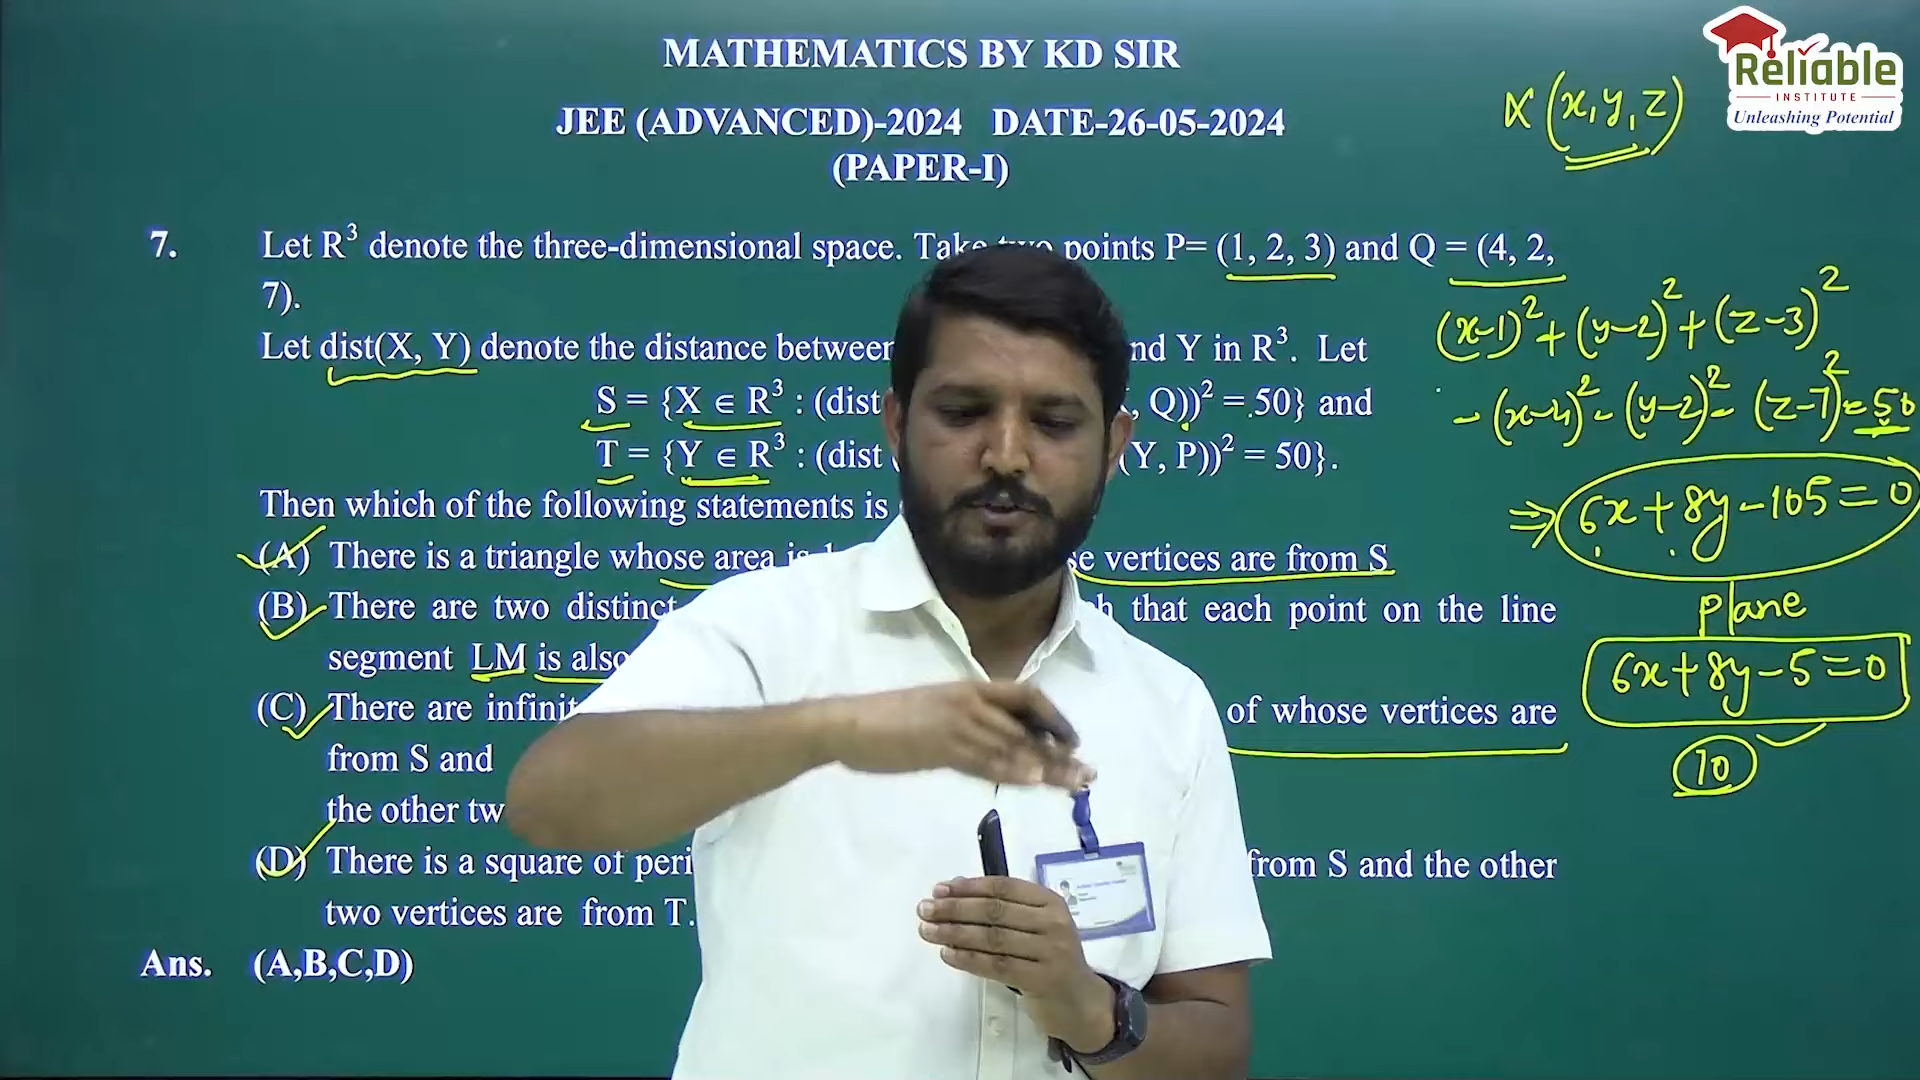 MATHEMATICS BY KD SIR
JEE (ADVANCED)-2024 DATE-26-05-2024
(PAPER-I)
Reliable
INSTITUTE
Unleashing Potential
X (x, y, z)
7. Let R³ denote the three-dimensional space. Take two points P= (1, 2, 3) and Q = (4, 2,
7).
Let dist(X, Y) denote the distance between nd Y in R³. Let
S = {X ∈ R³ : (dist , Q))² = 50} and
T = {Y ∈ R³ : (dist (Y, P))² = 50}.
Then which of the following statements is
(A) There is a triangle whose area is vertices are from S
(B) There are two distinct that each point on the line
segment LM is also
(C) There are infinit of whose vertices are
from S and
the other tw
(D) There is a square of peri from S and the other
two vertices are from T.
Ans. (A,B,C,D)
(x-1)² + (y-2)² + (z-3)²
- (x-4)² - (y-2)² - (z-7)² = 50
⇒ 6x + 8y - 105 = 0
plane
6x + 8y - 5 = 0
10